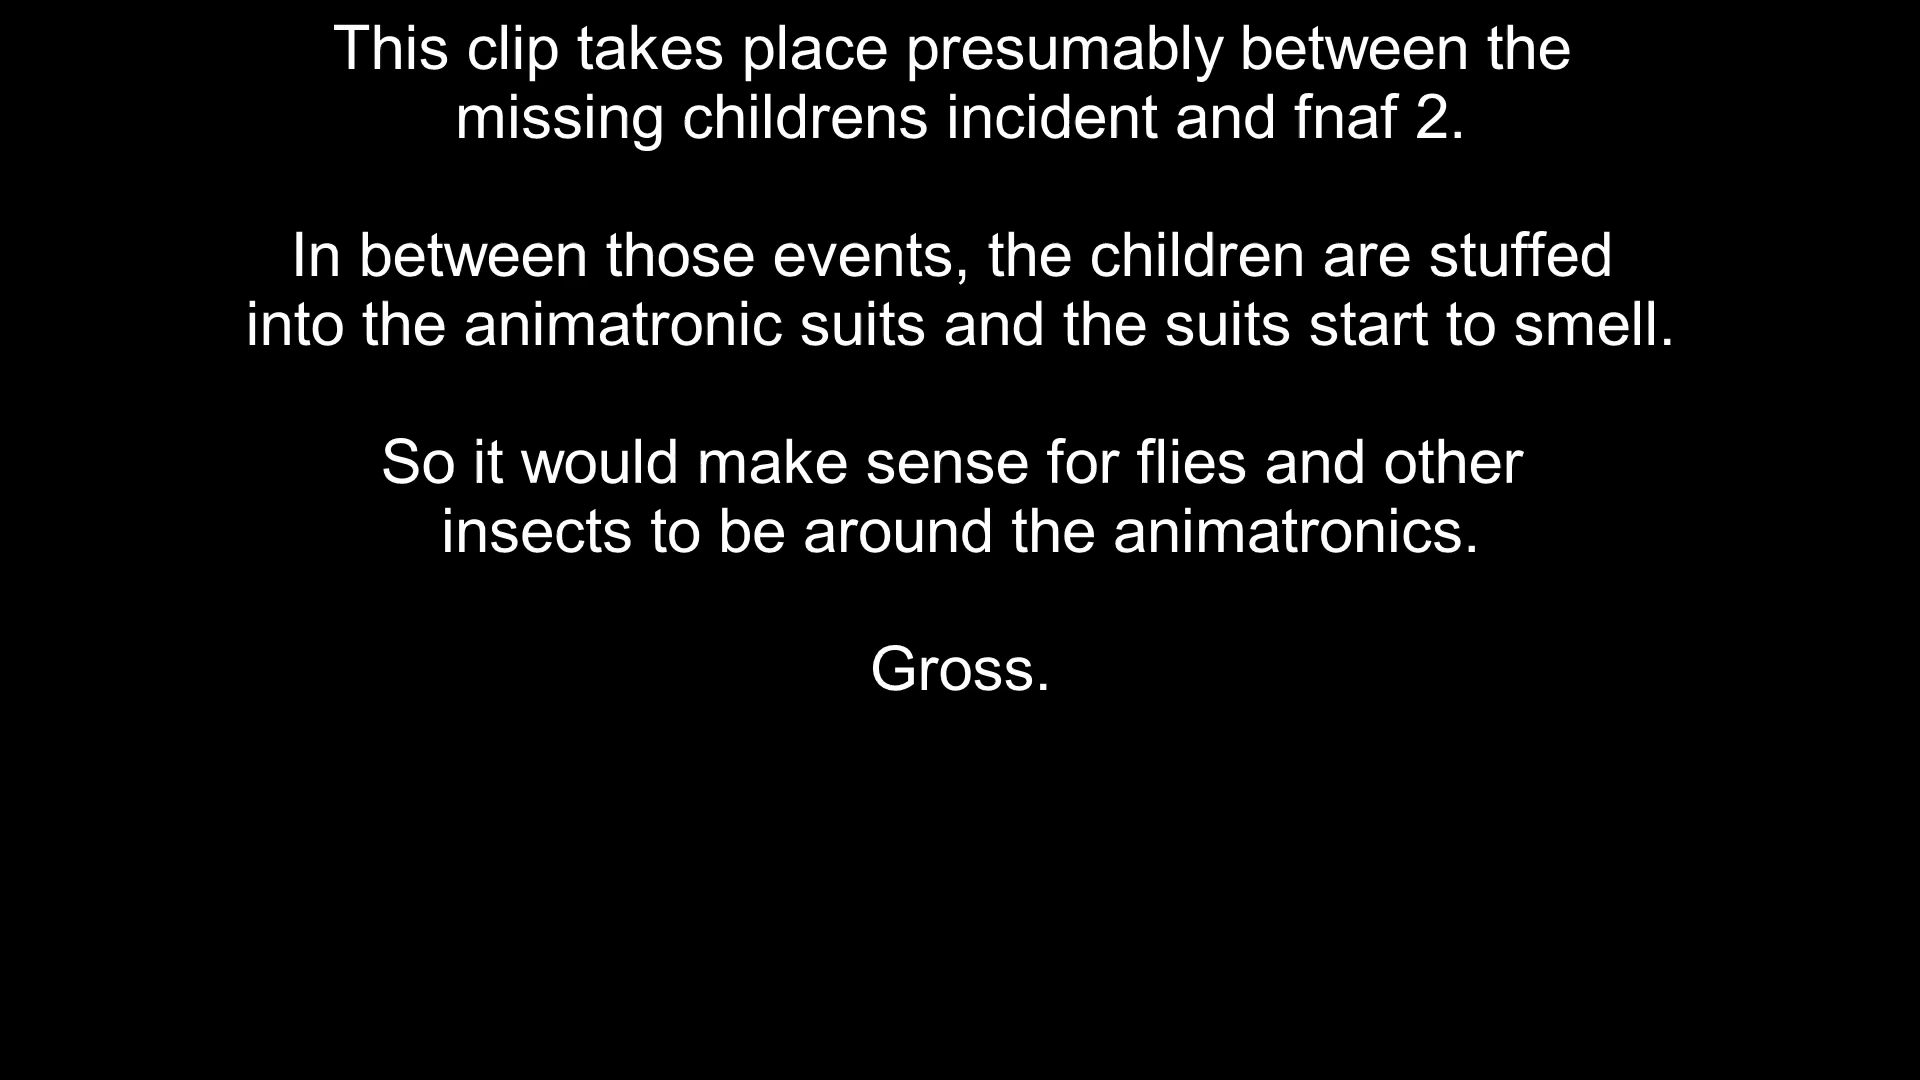 This clip takes place presumably between the
missing childrens incident and fnaf 2.
In between those events, the children are stuffed
into the animatronic suits and the suits start to smell.
So it would make sense for flies and other
insects to be around the animatronics.
Gross.